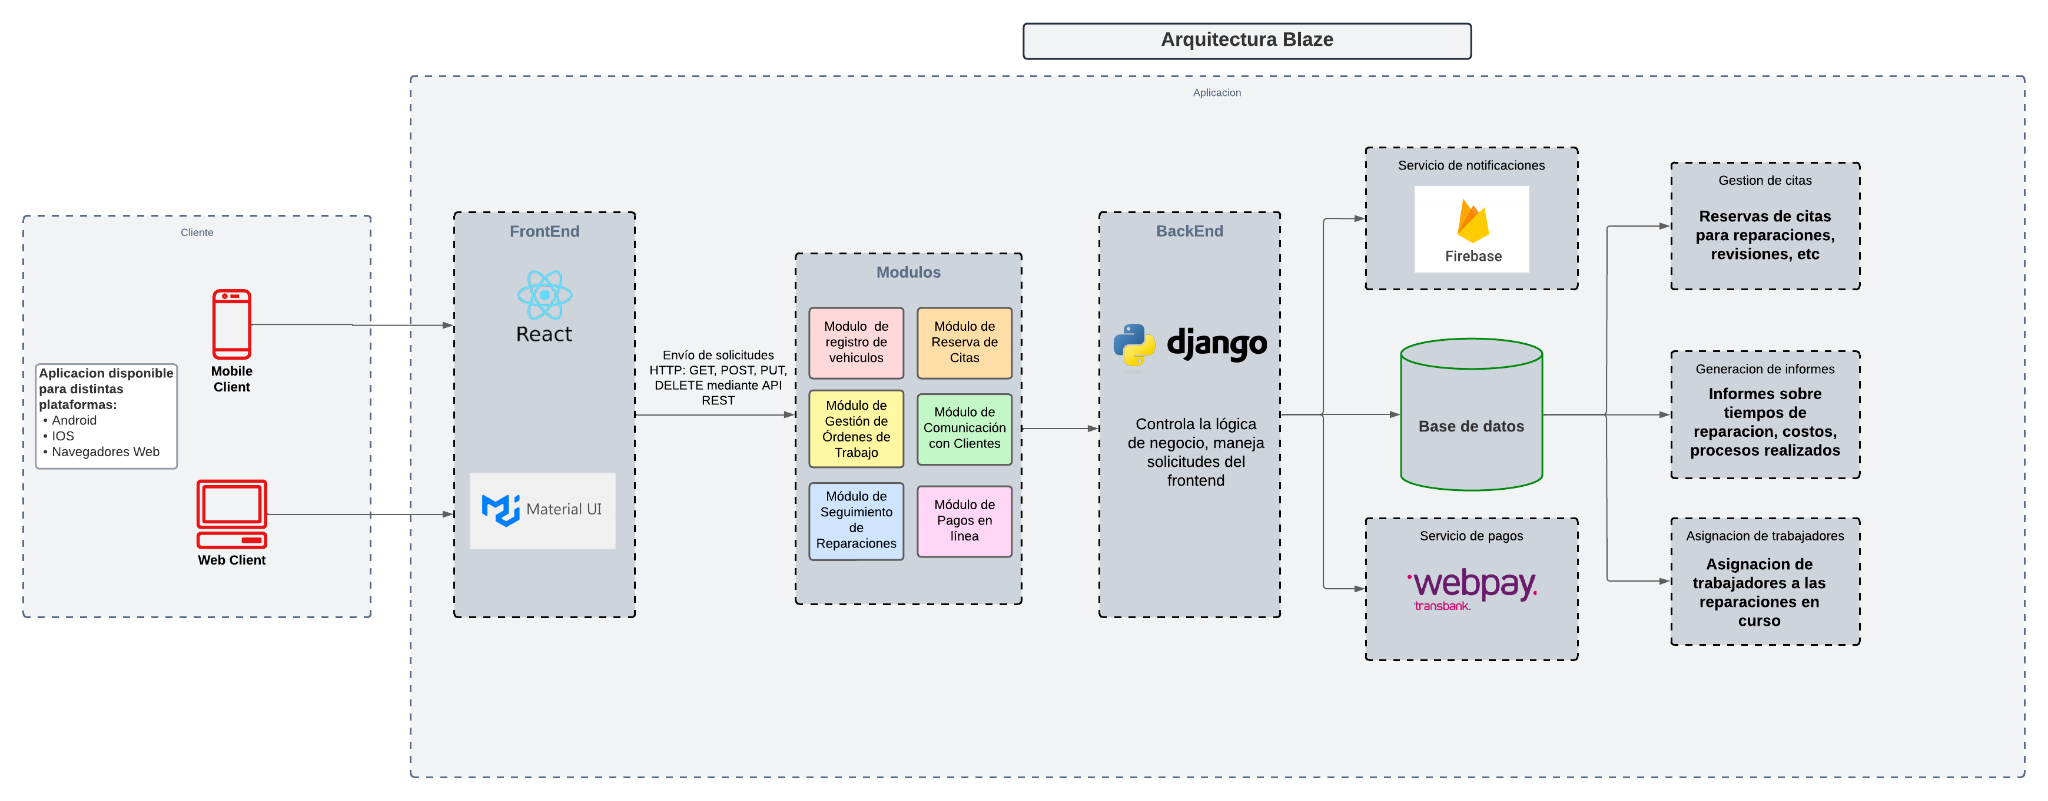 Arquitectura Blaze
Aplicacion
Cliente
Mobile
Client
Aplicacion disponible
para distintas
plataformas:
• Android
• IOS
• Navegadores Web
Web Client
FrontEnd
React
Material UI
Envío de solicitudes
HTTP: GET, POST, PUT,
DELETE mediante API
REST
Modulos
Modulo de
registro de
vehiculos
Módulo de
Reserva de
Citas
Módulo de
Gestión de
Órdenes de
Trabajo
Módulo de
Comunicación
con Clientes
Módulo de
Seguimiento
de
Reparaciones
Módulo de
Pagos en
línea
BackEnd
django
Controla la lógica
de negocio, maneja
solicitudes del
frontend
Servicio de notificaciones
Firebase
Base de datos
Servicio de pagos
webpay.
transbank.
Gestion de citas
Reservas de citas
para reparaciones,
revisiones, etc
Generacion de informes
Informes sobre
tiempos de
reparacion, costos,
procesos realizados
Asignacion de trabajadores
Asignacion de
trabajadores a las
reparaciones en
curso